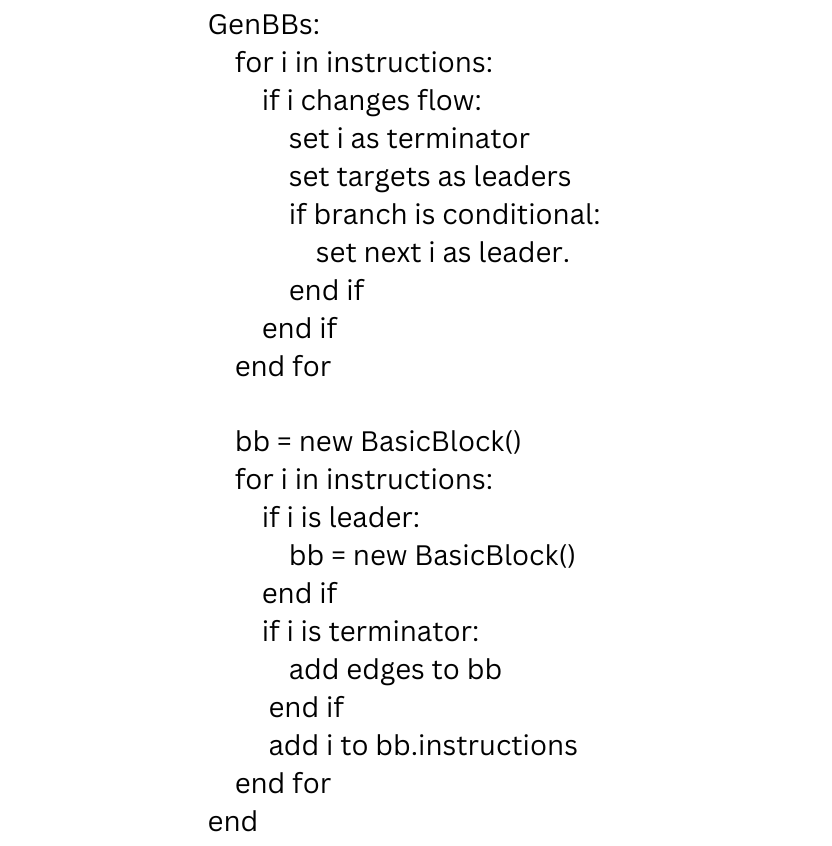 GenBBs:
for i in instructions:
if i changes flow:
set i as terminator
set targets as leaders
if branch is conditional:
set next i as leader.
end if
end if
end for
bb = new BasicBlock()
for i in instructions:
if i is leader:
bb = new BasicBlock()
end if
if i is terminator:
add edges to bb
end if
add i to bb.instructions
end for
end